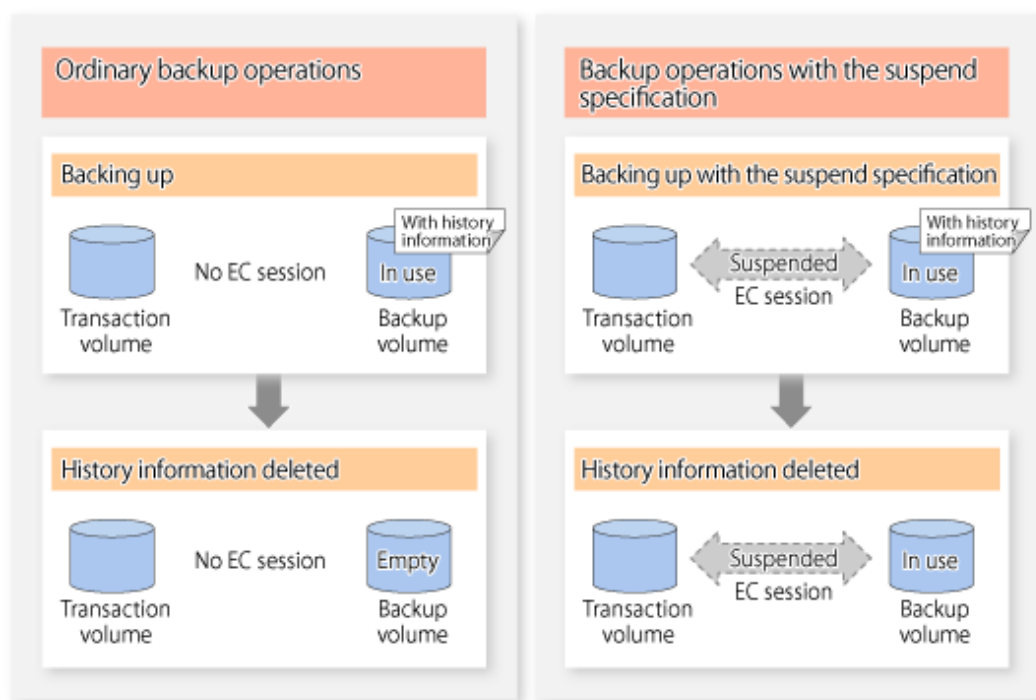 Ordinary backup operations
Backing up
With history
information
No EC session
In use
Transaction
volume
Backup
volume
History information deleted
No EC session
Empty
Transaction
volume
Backup
volume
Backup operations with the suspend
specification
Backing up with the suspend specification
With history
information
Suspended
EC session
In use
Transaction
volume
Backup
volume
History information deleted
Suspended
EC session
In use
Transaction
volume
Backup
volume